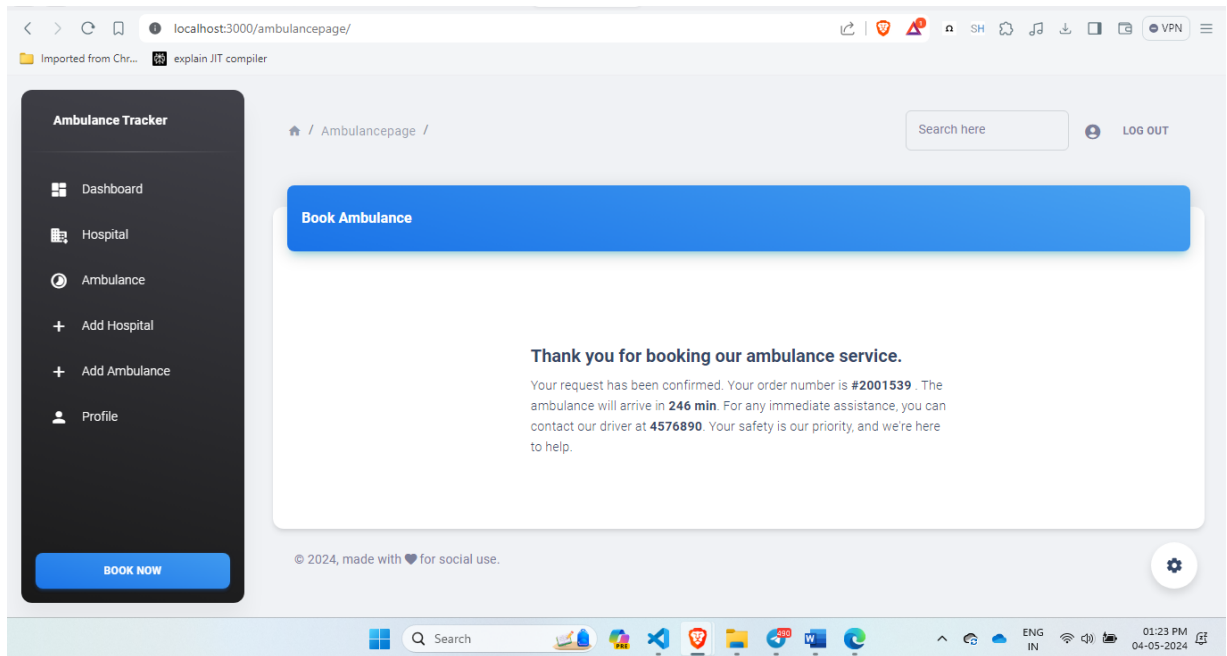 localhost:3000/ambulancepage/
SH
VPN
Imported from Chr...
explain JIT compiler
Ambulance Tracker
/ Ambulancepage /
Search here
LOG OUT
Dashboard
Hospital
Ambulance
Add Hospital
Add Ambulance
Profile
BOOK NOW
Book Ambulance
Thank you for booking our ambulance service.
Your request has been confirmed. Your order number is #2001539 . The
ambulance will arrive in 246 min. For any immediate assistance, you can
contact our driver at 4576890. Your safety is our priority, and we're here
to help.
© 2024, made with for social use.
Search
PRE
490
W
ENG
IN
01:23 PM
04-05-2024